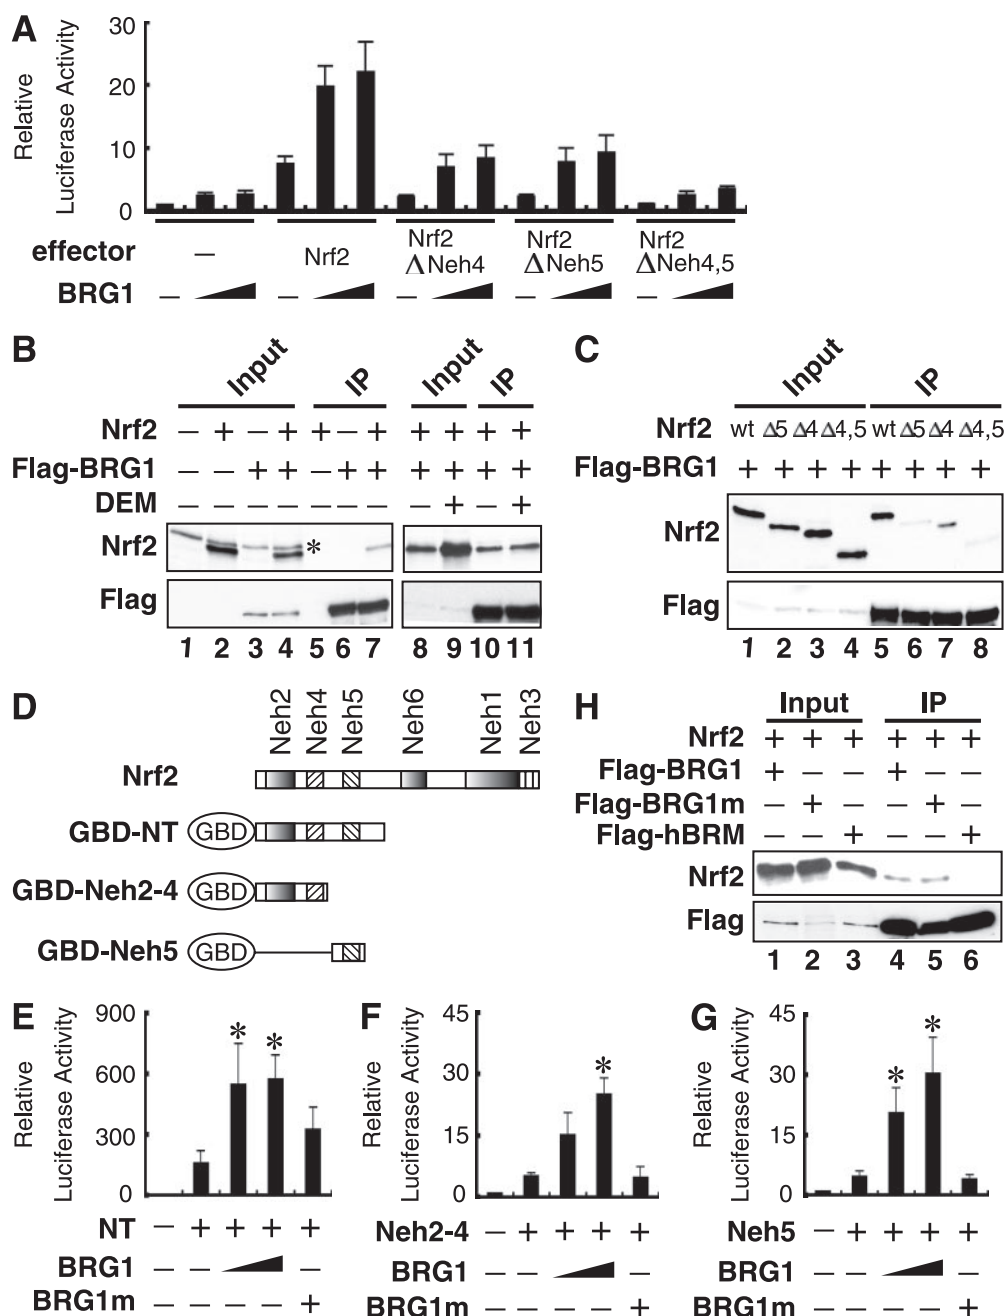 A
Relative
Luciferase Activity
30
20
10
0
effector
— Nrf2 Nrf2 ΔNeh4 Nrf2 ΔNeh5 Nrf2 ΔNeh4,5
BRG1 — — — — —
B
Input IP Input IP
Nrf2 — + — + + — + + + + +
Flag-BRG1 — — + + — + + + + + +
DEM — — — — — — — — + — +
Nrf2 *
Flag
1 2 3 4 5 6 7 8 9 10 11
C
Input IP
Nrf2 wt Δ5 Δ4 Δ4,5 wt Δ5 Δ4 Δ4,5
Flag-BRG1 + + + + + + + +
Nrf2
Flag
1 2 3 4 5 6 7 8
D
Neh2 Neh4 Neh5 Neh6 Neh1 Neh3
Nrf2
GBD-NT GBD
GBD-Neh2-4 GBD
GBD-Neh5 GBD
H
Input IP
Nrf2 + + + + + +
Flag-BRG1 + — — + — —
Flag-BRG1m — + — — + —
Flag-hBRM — — + — — +
Nrf2
Flag
1 2 3 4 5 6
E
Relative
Luciferase Activity
900
600
300
0
* *
NT — + + + +
BRG1 — — —
BRG1m — — — — +
F
Relative
Luciferase Activity
45
30
15
0
*
Neh2-4 — + + + +
BRG1 — — —
BRG1m — — — — +
G
Relative
Luciferase Activity
45
30
15
0
* *
Neh5 — + + + +
BRG1 — — —
BRG1m — — — — +